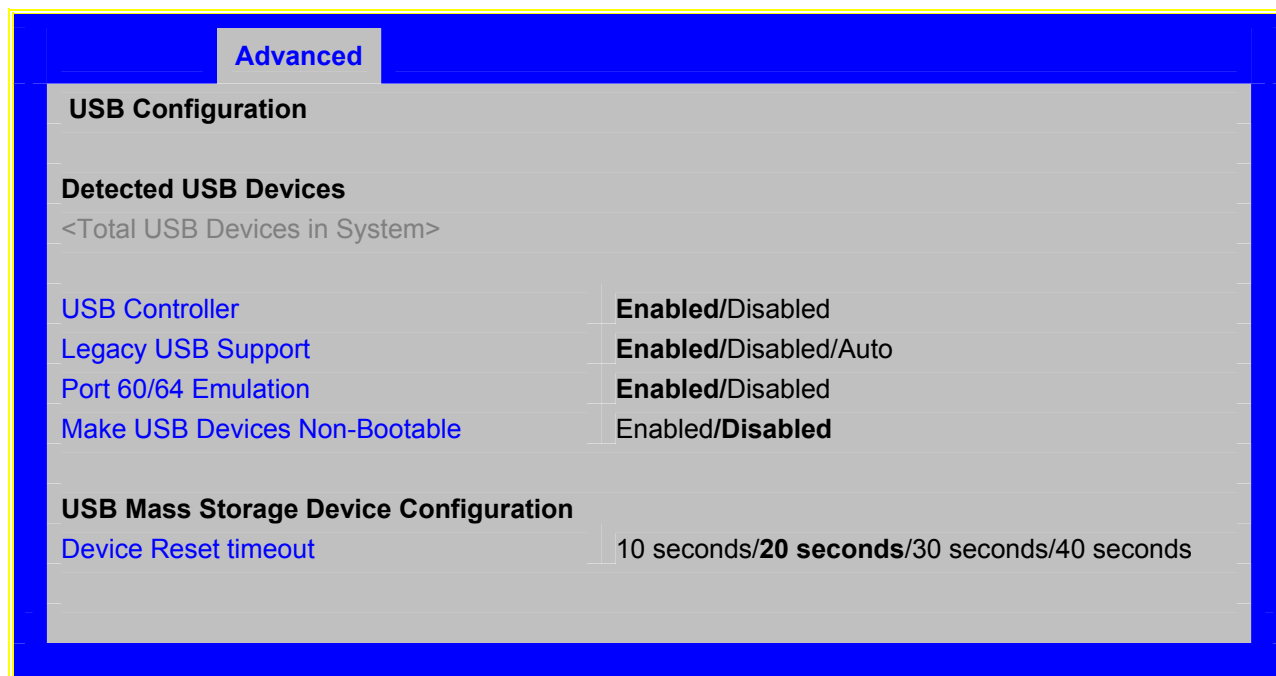 Advanced
USB Configuration
Detected USB Devices
<Total USB Devices in System>
USB Controller Enabled/Disabled
Legacy USB Support Enabled/Disabled/Auto
Port 60/64 Emulation Enabled/Disabled
Make USB Devices Non-Bootable Enabled/Disabled
USB Mass Storage Device Configuration
Device Reset timeout 10 seconds/20 seconds/30 seconds/40 seconds